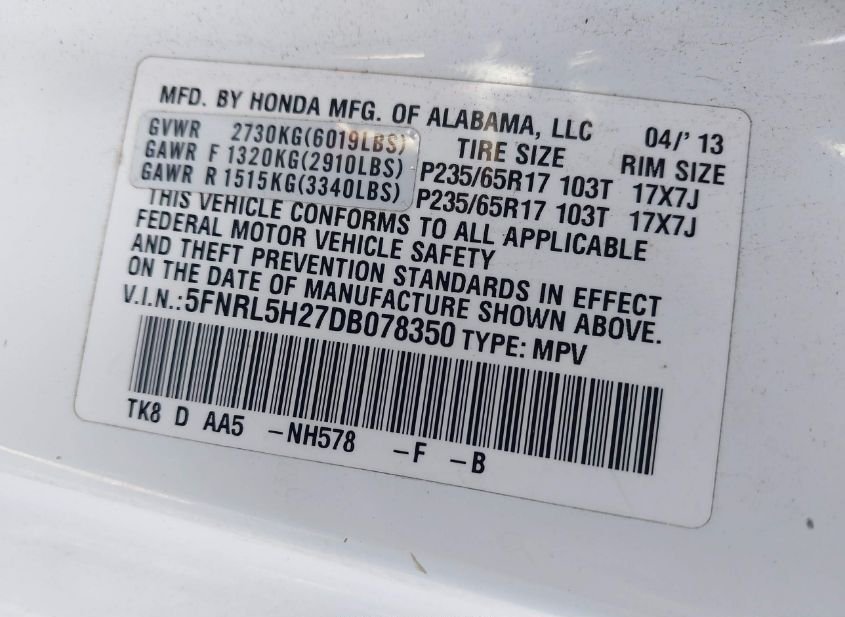 MFD. BY HONDA MFG. OF ALABAMA, LLC 04/' 13
GVWR 2730KG(6019LBS) TIRE SIZE RIM SIZE
GAWR F 1320KG(2910LBS) P235/65R17 103T 17X7J
GAWR R 1515KG(3340LBS) P235/65R17 103T 17X7J
THIS VEHICLE CONFORMS TO ALL APPLICABLE
FEDERAL MOTOR VEHICLE SAFETY
AND THEFT PREVENTION STANDARDS IN EFFECT
ON THE DATE OF MANUFACTURE SHOWN ABOVE.
V.I.N.:5FNRL5H27DB078350 TYPE: MPV
TK8 D AA5 -NH578 -F -B